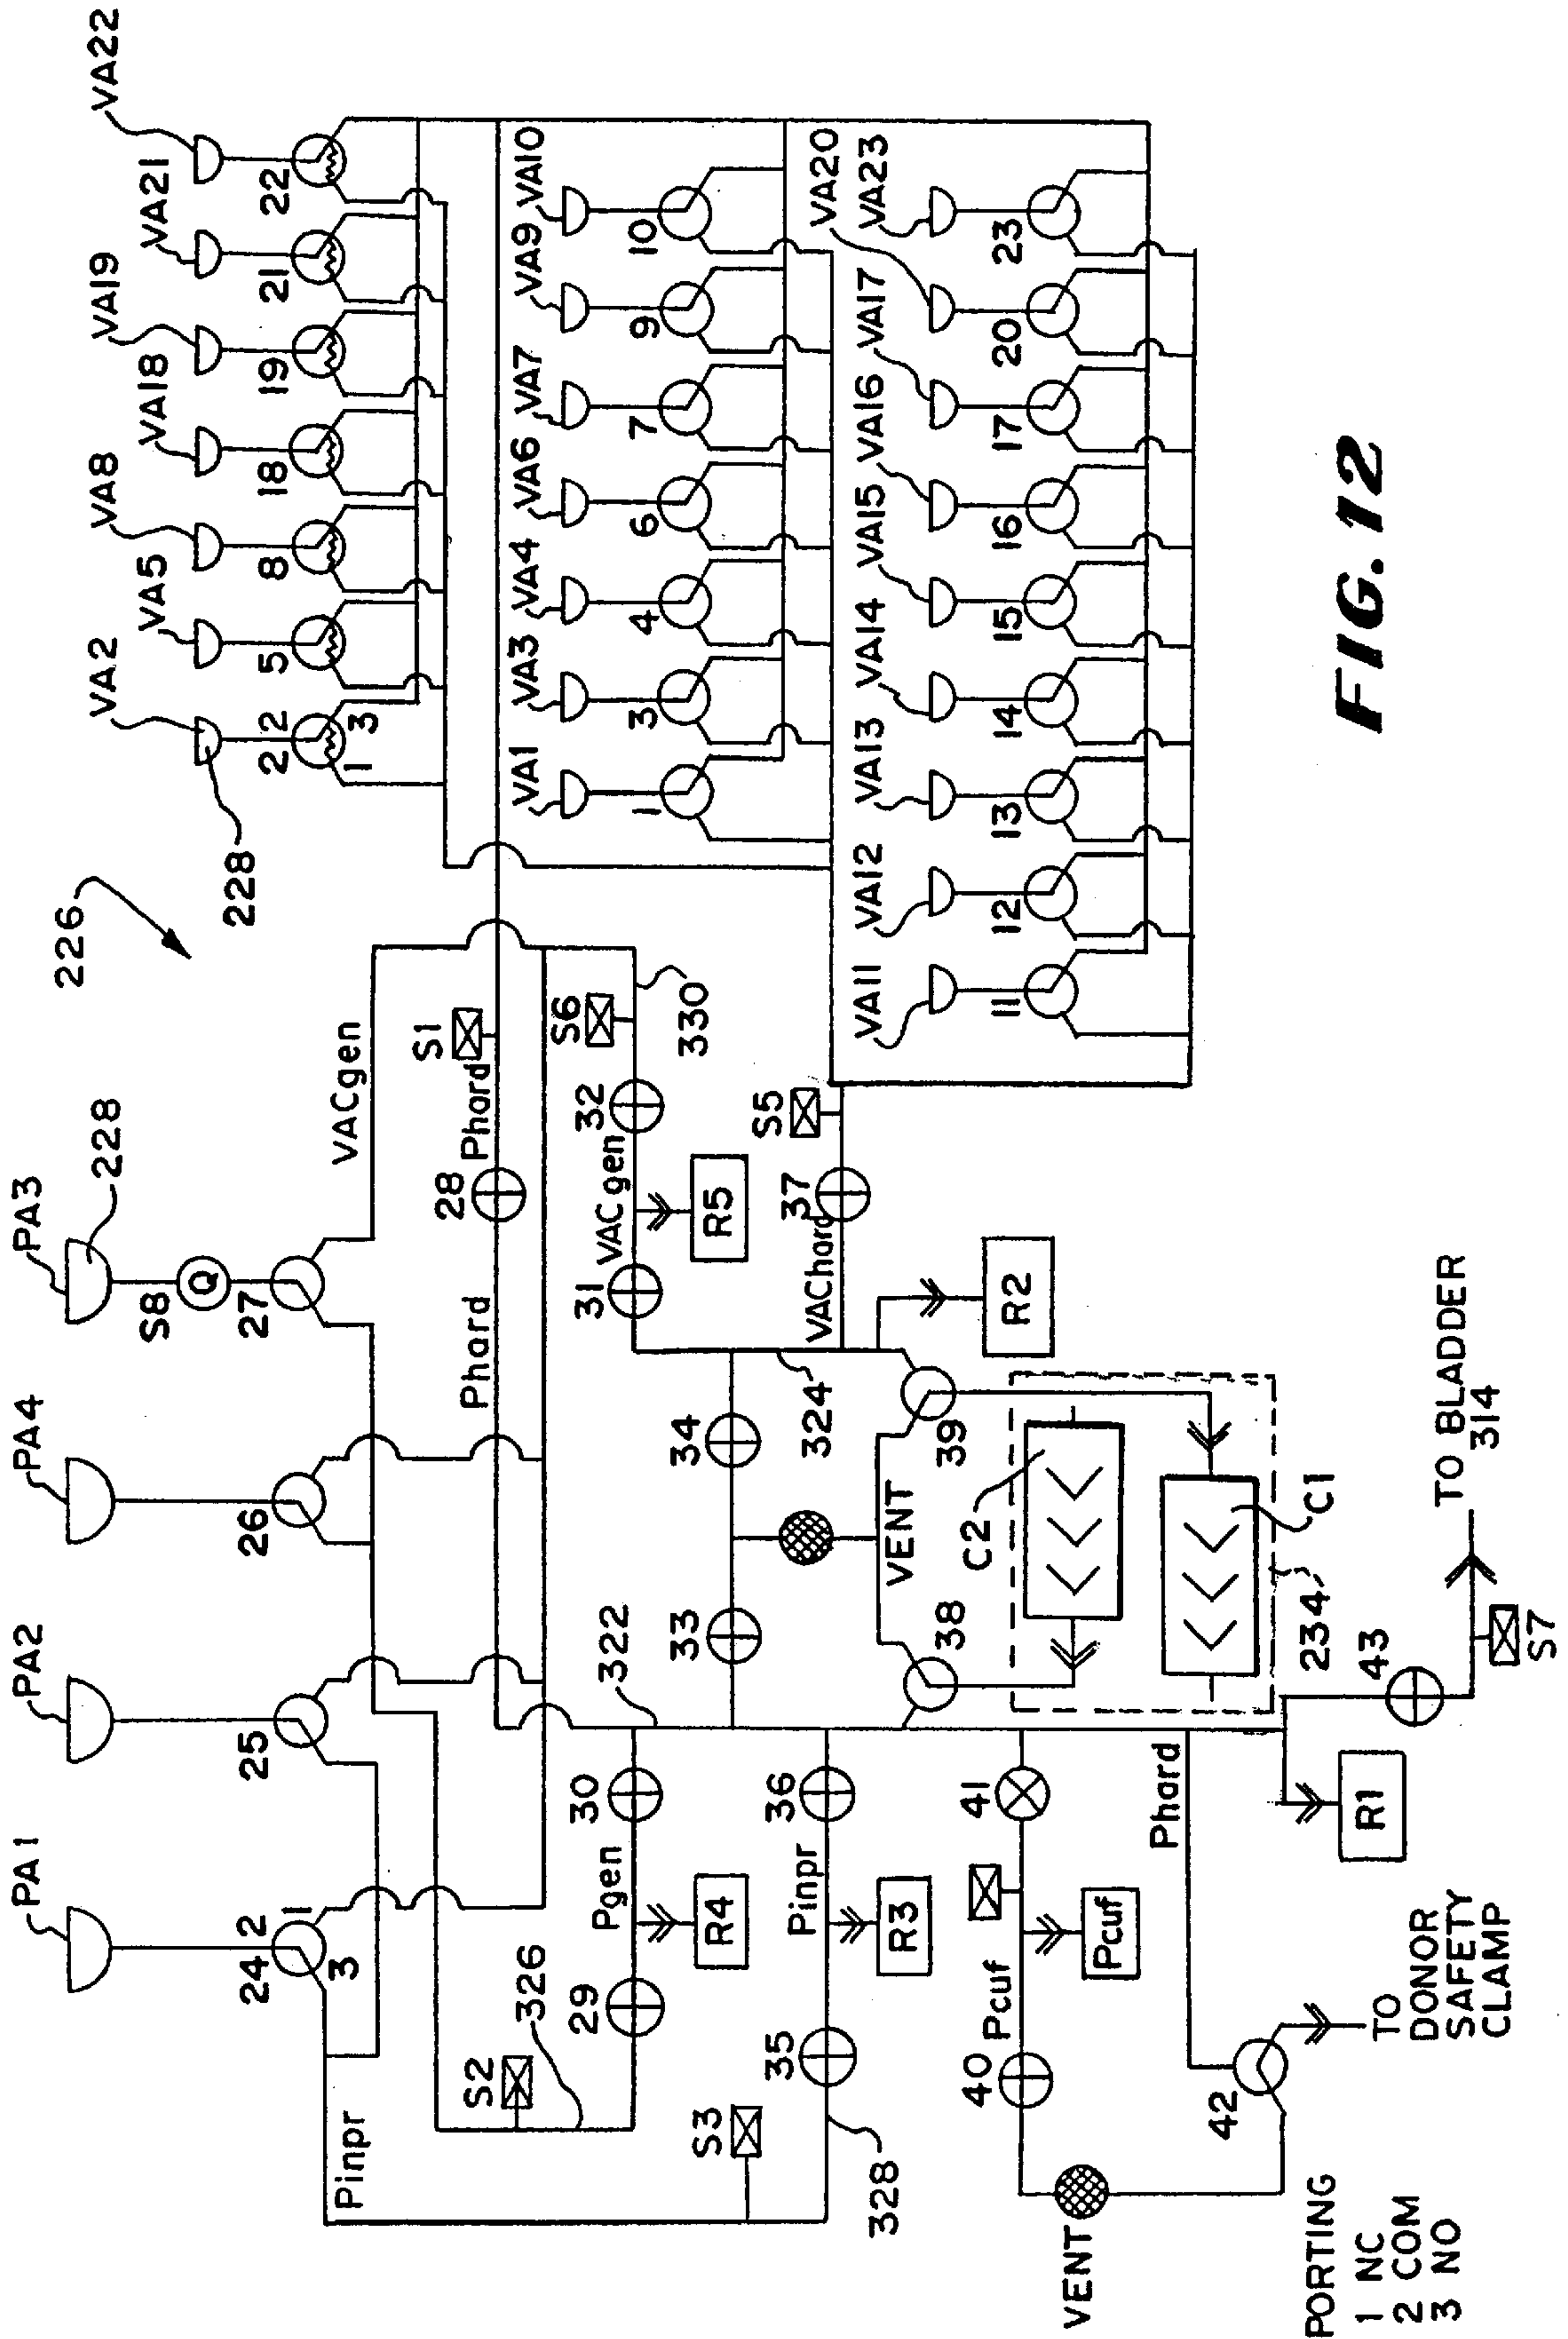 226
PA1
PA2
PA4
PA3
228
24
2
1
3
25
26
S8
Q
27
VACgen
Pinpr
S2
326
Phard
28
Phard
S1
S6
330
322
29
Pgen
30
R4
31
VACgen
32
R5
S3
35
Pinpr
36
R3
328
33
34
324
VENT
VAChard
37
S5
R2
38
39
C2
C1
234
40
Pcuf
41
Pcuf
VENT
Phard
42
TO
DONOR
SAFETY
CLAMP
R1
43
S7
TO BLADDER
314
PORTING
1 NC
2 COM
3 NO
VA2
VA5
VA8
VA18
VA19
VA21
VA22
228
2
2
1
3
5
8
18
19
21
22
VA1
VA3
VA4
VA6
VA7
VA9
VA10
1
3
4
6
7
9
10
VA11
VA12
VA13
VA14
VA15
VA16
VA17
VA20
VA23
11
12
13
14
15
16
17
20
23
FIG. 12